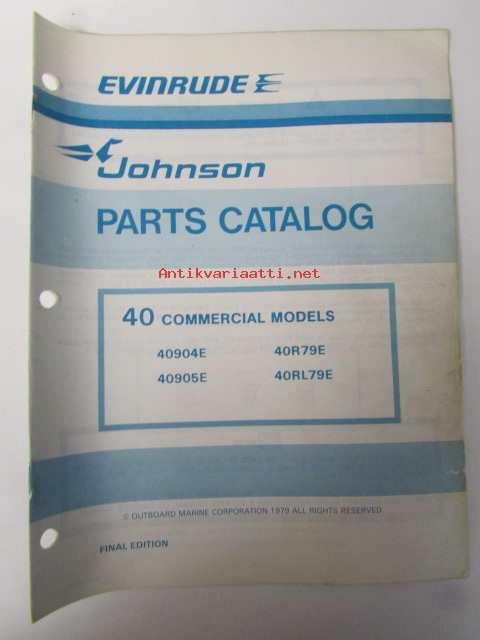 EVINRUDE
Johnson
PARTS CATALOG
Antikvariaatti.net
40 COMMERCIAL MODELS
40904E 40R79E
40905E 40RL79E
© OUTBOARD MARINE CORPORATION 1979 ALL RIGHTS RESERVED
FINAL EDITION